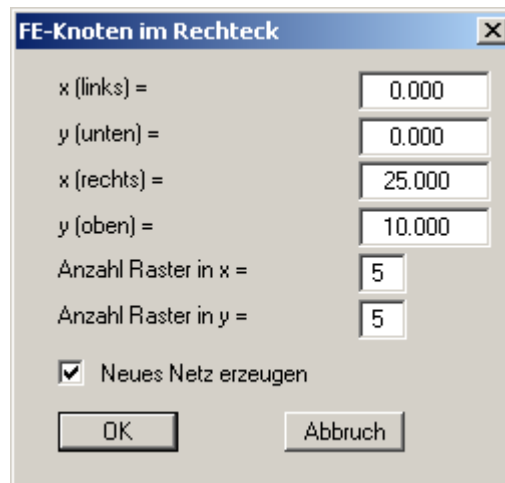 FE-Knoten im Rechteck
x (links) = 0.000
y (unten) = 0.000
x (rechts) = 25.000
y (oben) = 10.000
Anzahl Raster in x = 5
Anzahl Raster in y = 5
Neues Netz erzeugen
OK Abbruch